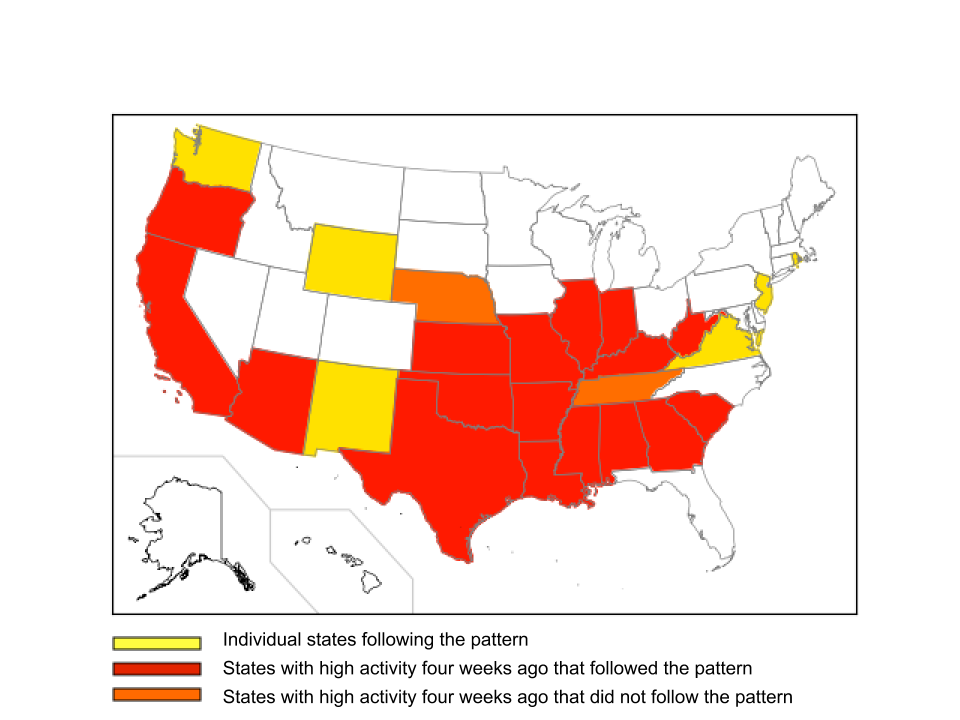 Individual states following the pattern
States with high activity four weeks ago that followed the pattern
States with high activity four weeks ago that did not follow the pattern